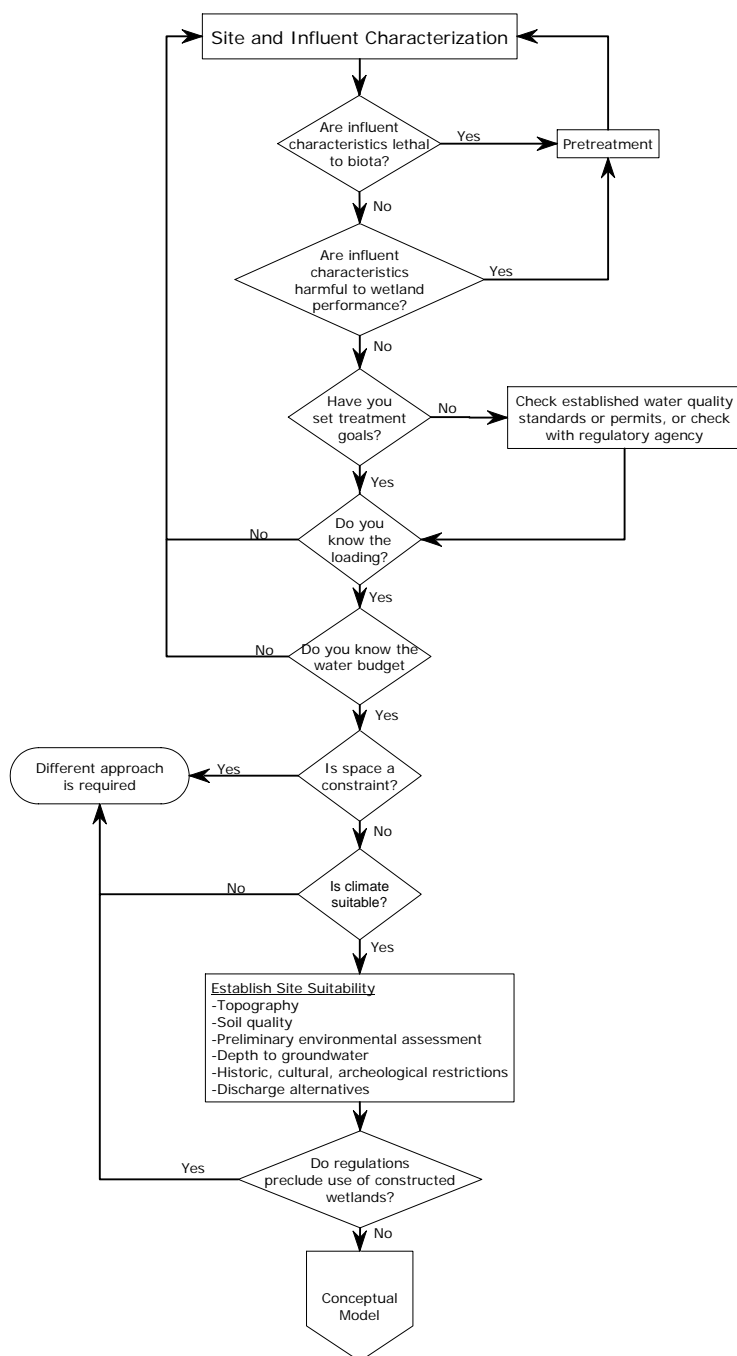 Site and Influent Characterization
Are influent
characteristics lethal
to biota?
Yes
Pretreatment
No
Are influent
characteristics
harmful to wetland
performance?
Yes
No
Have you
set treatment
goals?
No
Check established water quality
standards or permits, or check
with regulatory agency
Yes
Do you
know the
loading?
No
Yes
Do you know the
water budget
No
Yes
Is space a
constraint?
Yes
Different approach
is required
No
Is climate
suitable?
No
Yes
Establish Site Suitability
-Topography
-Soil quality
-Preliminary environmental assessment
-Depth to groundwater
-Historic, cultural, archeological restrictions
-Discharge alternatives
Do regulations
preclude use of constructed
wetlands?
Yes
No
Conceptual
Model